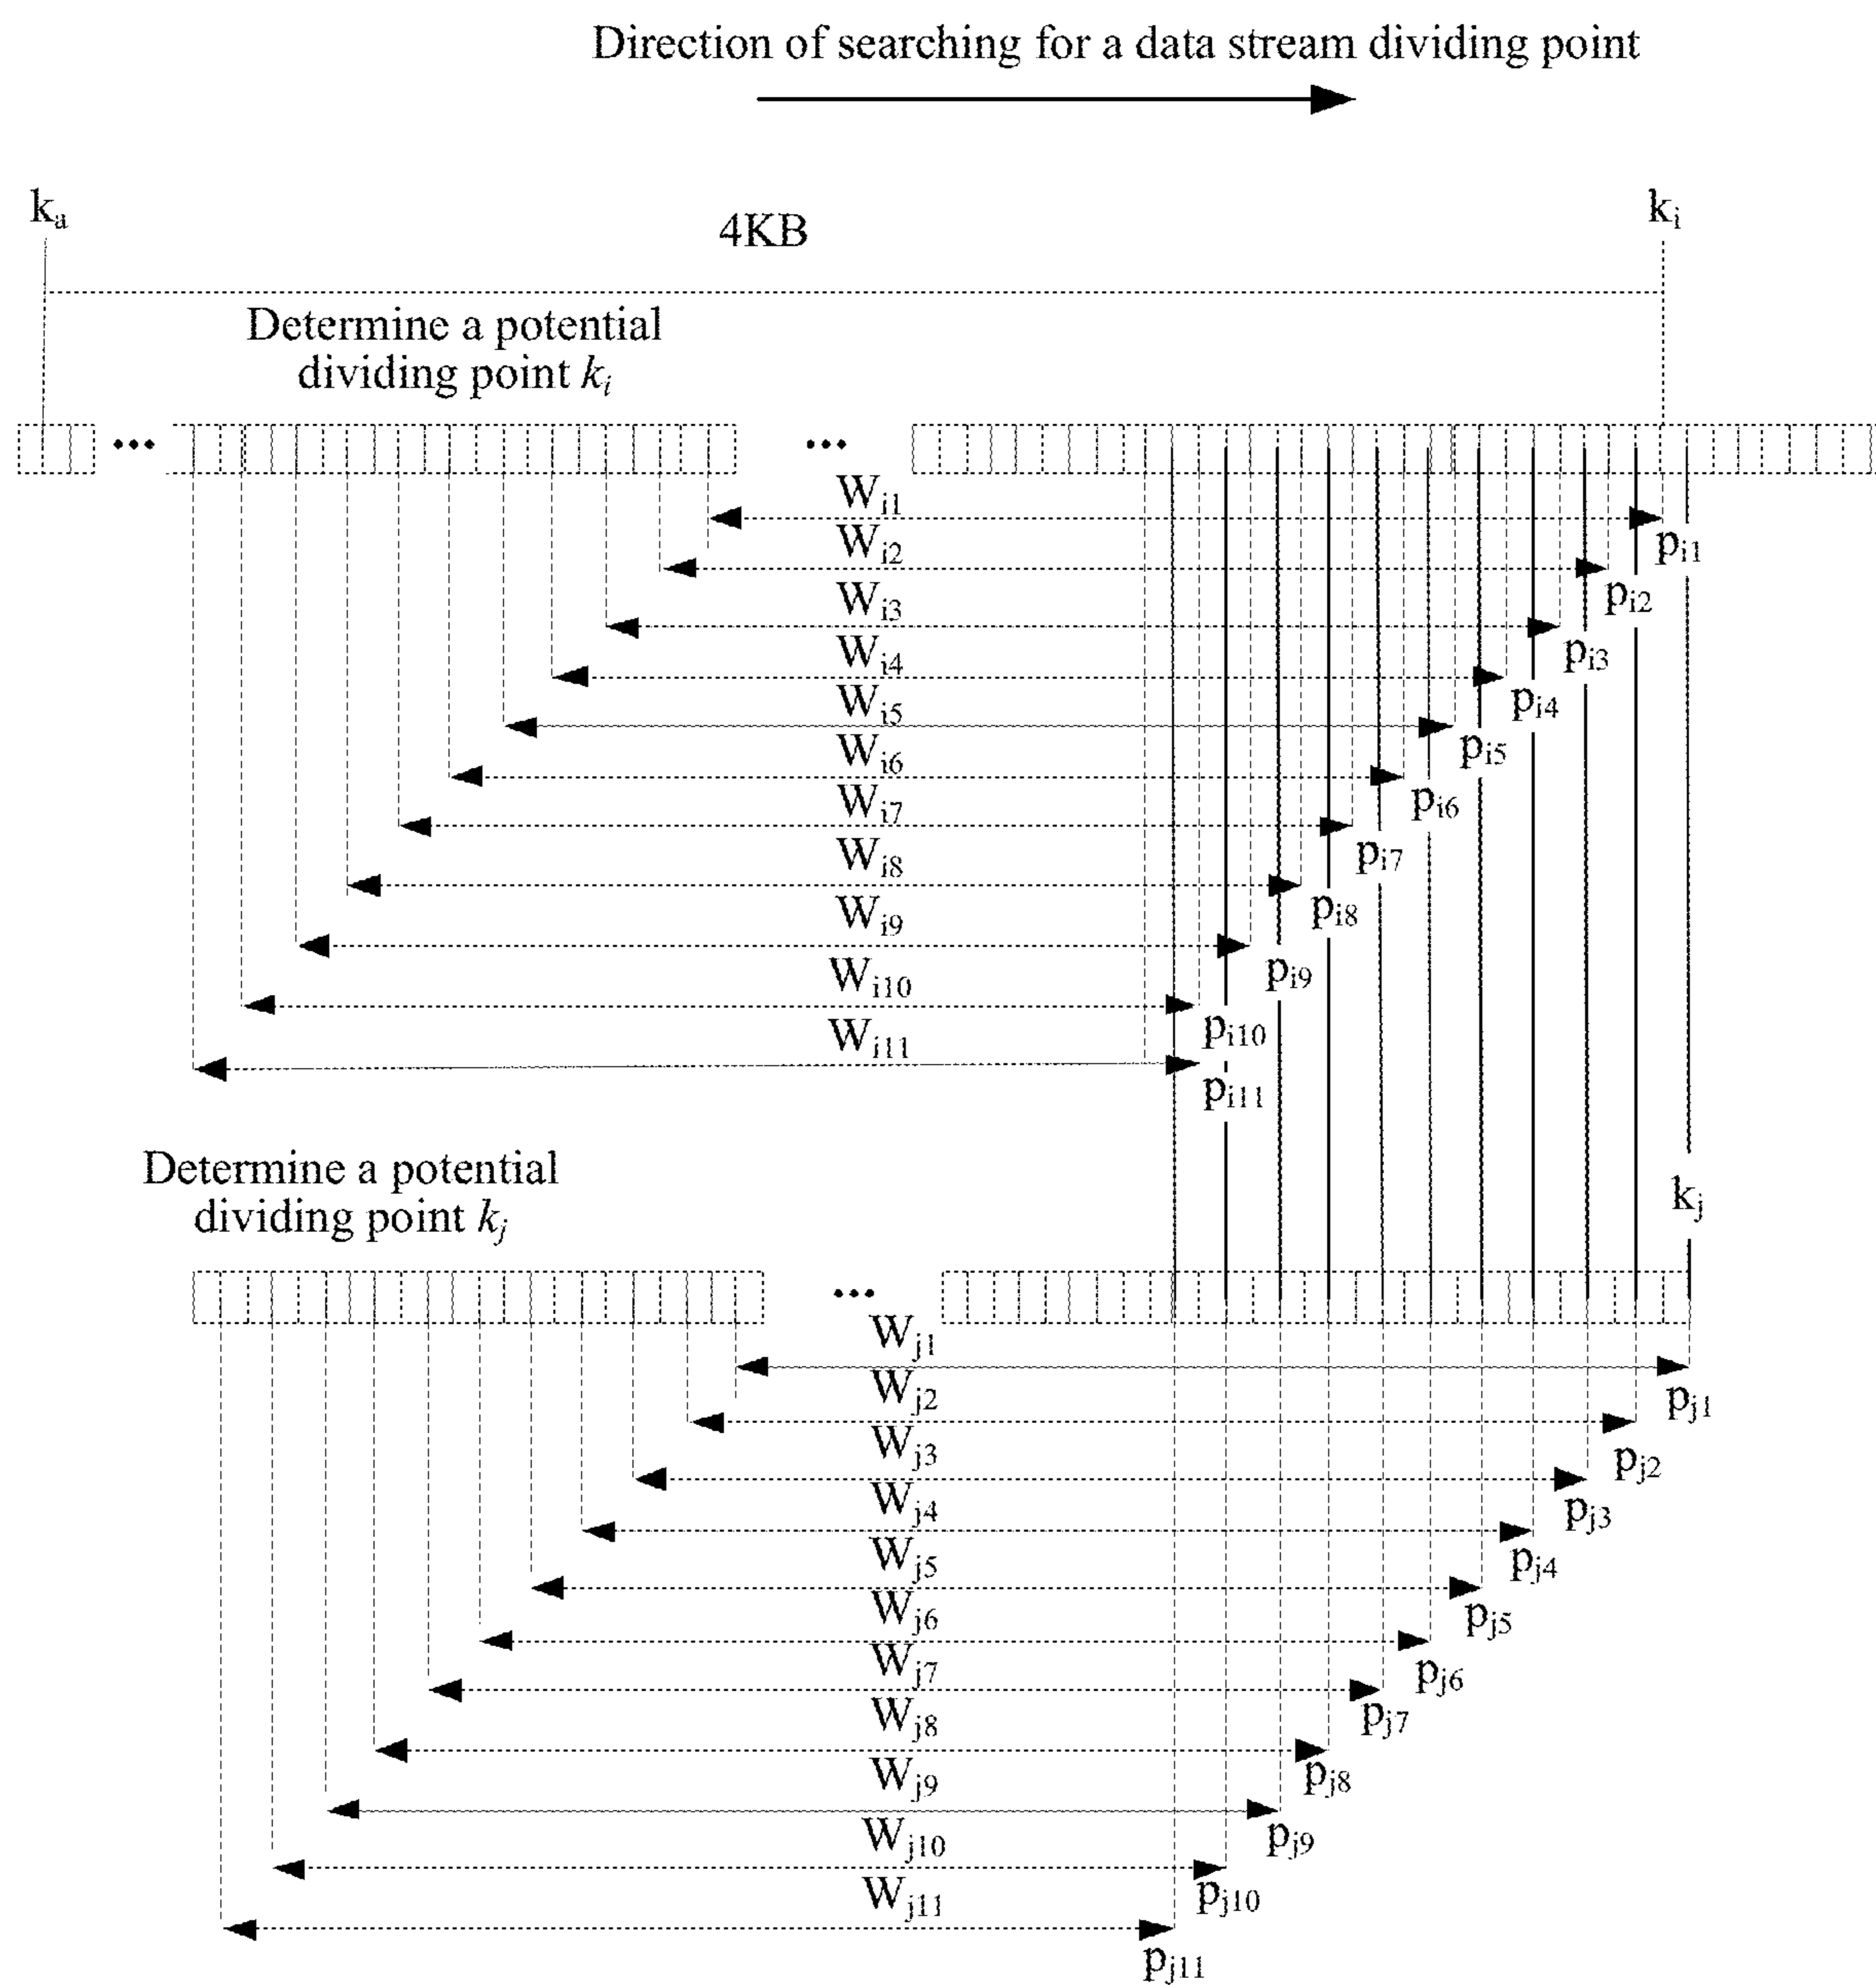 Direction of searching for a data stream dividing point
kₐ
4KB
kᵢ
Determine a potential
dividing point kᵢ
...
...
Wi1
pi1
Wi2
pi2
Wi3
pi3
Wi4
pi4
Wi5
pi5
Wi6
pi6
Wi7
pi7
Wi8
pi8
Wi9
pi9
Wi10
pi10
Wi11
pi11
Determine a potential
dividing point kj
kj
...
Wj1
pj1
Wj2
pj2
Wj3
pj3
Wj4
pj4
Wj5
pj5
Wj6
pj6
Wj7
pj7
Wj8
pj8
Wj9
pj9
Wj10
pj10
Wj11
pj11